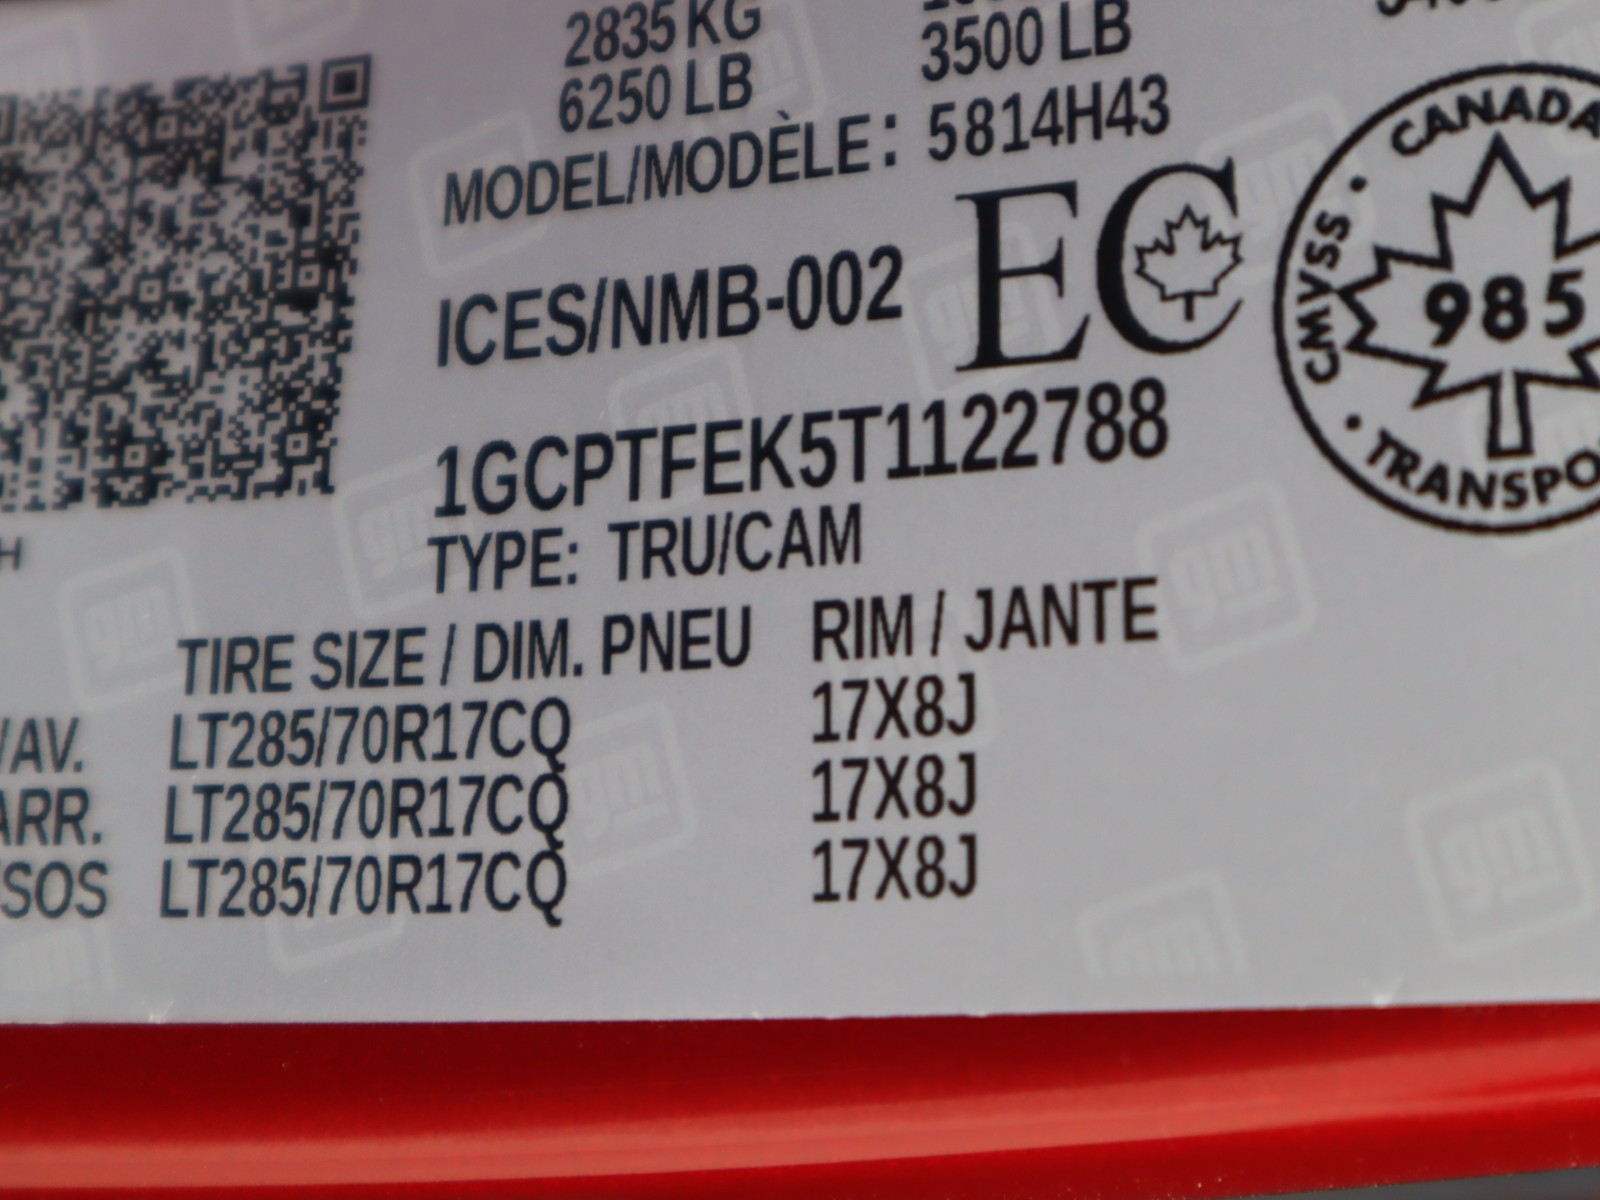 2835 KG
6250 LB
3500 LB
MODEL/MODÈLE: 5814H43
ICES/NMB-002
EC
CANADA
CMVSS
985
TRANSPO
1GCPTFEK5T1122788
TYPE: TRU/CAM
H
TIRE SIZE / DIM. PNEU RIM / JANTE
/AV. LT285/70R17CQ 17X8J
ARR. LT285/70R17CQ 17X8J
/SOS LT285/70R17CQ 17X8J
gm